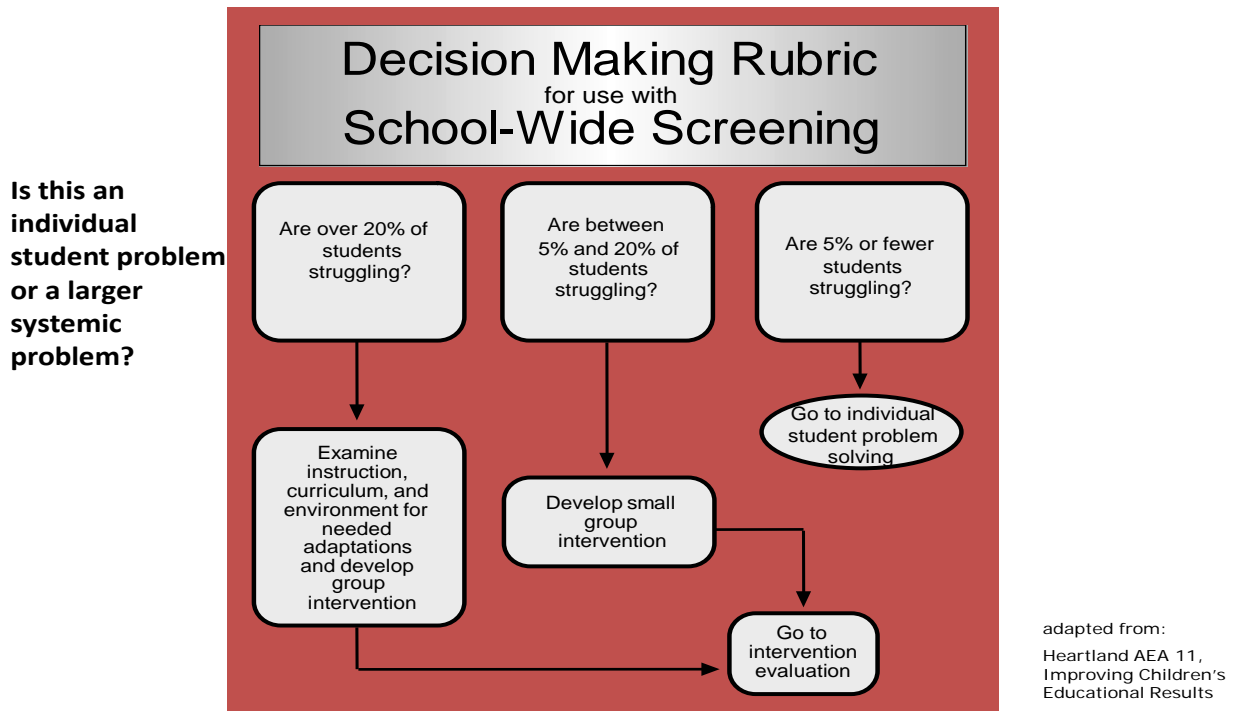 Decision Making Rubric
for use with
School-Wide Screening
Is this an
individual
student problem
or a larger
systemic
problem?
Are over 20% of
students
struggling?
Are between
5% and 20% of
students
struggling?
Are 5% or fewer
students
struggling?
Go to individual
student problem
solving
Examine
instruction,
curriculum, and
environment for
needed
adaptations
and develop
group
intervention
Develop small
group
intervention
Go to
intervention
evaluation
adapted from:
Heartland AEA 11,
Improving Children's
Educational Results